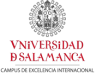 VNiVERSiDAD
D SALAMANCA
CAMPUS DE EXCELENCIA INTERNACIONAL